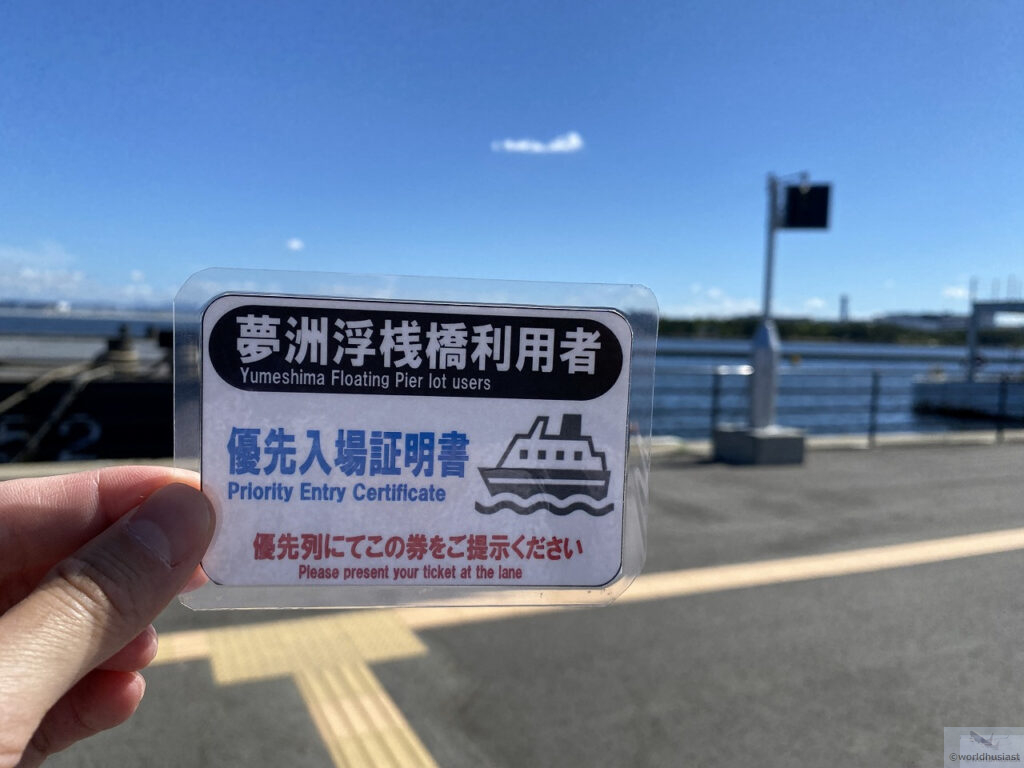 夢洲浮桟橋利用者
Yumeshima Floating Pier lot users
優先入場証明書
Priority Entry Certificate
優先列にてこの券をご提示ください
Please present your ticket at the lane
52
©worldhusiast